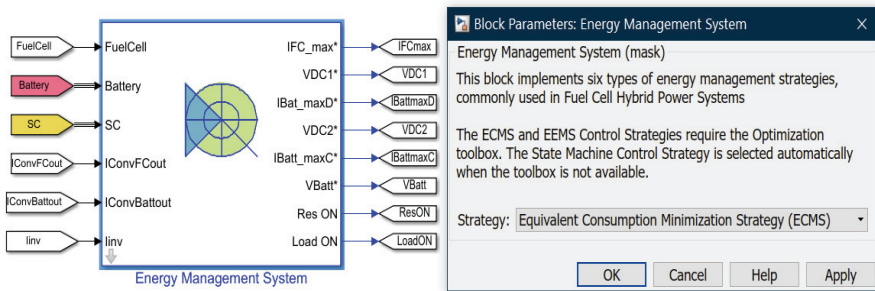 FuelCell
Battery
SC
IConvFCout
IConvBattout
Iinv
FuelCell
Battery
SC
IConvFCout
IConvBattout
Iinv
IFC_max*
VDC1*
IBat_maxD*
VDC2*
IBatt_maxC*
VBatt*
Res ON
Load ON
IFCmax
VDC1
IBattmaxD
VDC2
IBattmaxC
VBatt
ResON
LoadON
Energy Management System
Block Parameters: Energy Management System
Energy Management System (mask)
This block implements six types of energy management strategies,
commonly used in Fuel Cell Hybrid Power Systems
The ECMS and EEMS Control Strategies require the Optimization
toolbox. The State Machine Control Strategy is selected automatically
when the toolbox is not available.
Strategy: Equivalent Consumption Minimization Strategy (ECMS)
OK Cancel Help Apply